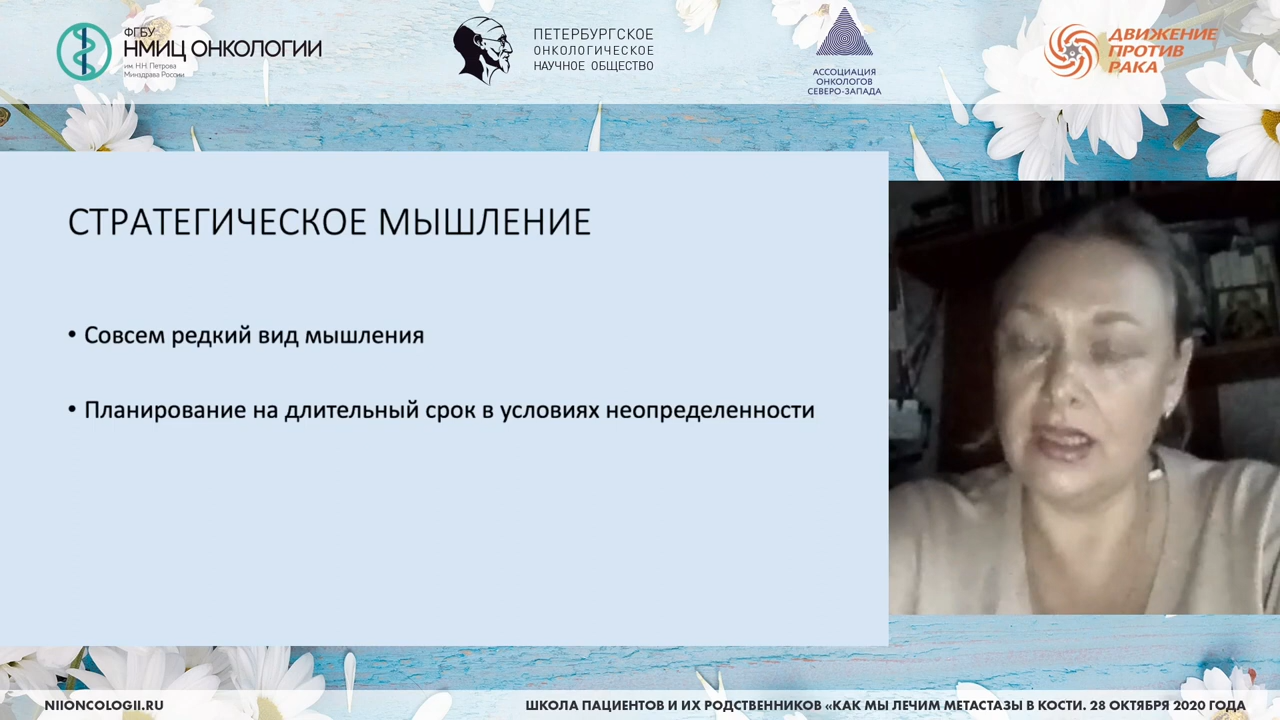 ФГБУ
НМИЦ ОНКОЛОГИИ
им. Н.Н. Петрова
Минздрава России
ПЕТЕРБУРГСКОЕ
ОНКОЛОГИЧЕСКОЕ
НАУЧНОЕ ОБЩЕСТВО
АССОЦИАЦИЯ
ОНКОЛОГОВ
СЕВЕРО-ЗАПАДА
ДВИЖЕНИЕ
ПРОТИВ
РАКА
СТРАТЕГИЧЕСКОЕ МЫШЛЕНИЕ
• Совсем редкий вид мышления
• Планирование на длительный срок в условиях неопределенности
NIIONCOLOGII.RU
ШКОЛА ПАЦИЕНТОВ И ИХ РОДСТВЕННИКОВ «КАК МЫ ЛЕЧИМ МЕТАСТАЗЫ В КОСТИ. 28 ОКТЯБРЯ 2020 ГОДА